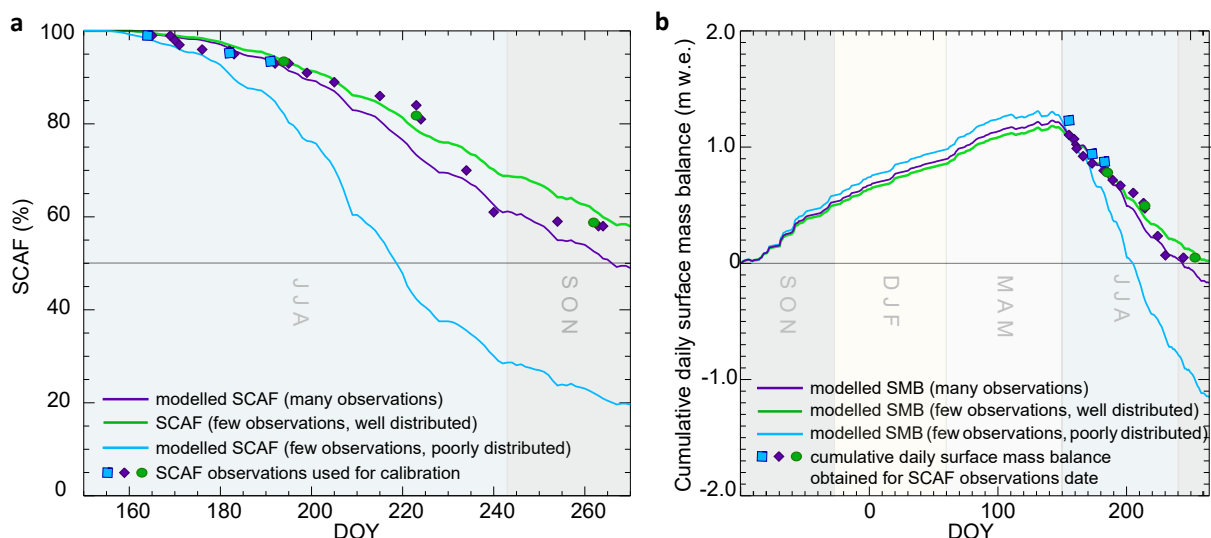 a
100
80
60
40
20
0
SCAF (%)
JJA
SON
modelled SCAF (many observations)
SCAF (few observations, well distributed)
modelled SCAF (few observations, poorly distributed)
SCAF observations used for calibration
160
180
200
220
240
260
DOY
b
2.0
1.0
0
-1.0
-2.0
Cumulative daily surface mass balance (m w.e.)
SON
DJF
MAM
JJA
modelled SMB (many observations)
modelled SMB (few observations, well distributed)
modelled SMB (few observations, poorly distributed)
cumulative daily surface mass balance
obtained for SCAF observations date
0
100
200
DOY